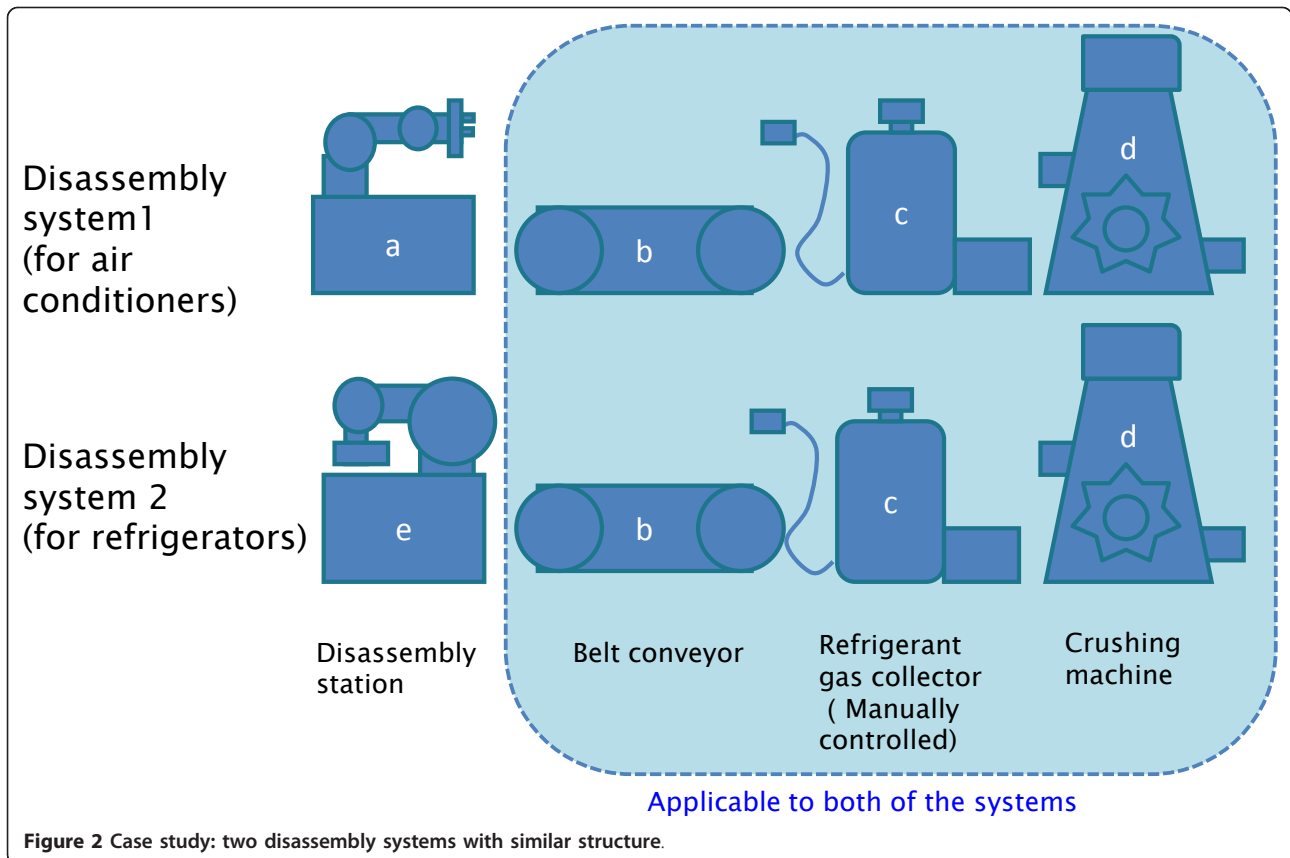 Disassembly
system1
(for air
conditioners)
a
b
c
d
Disassembly
system 2
(for refrigerators)
e
b
c
d
Disassembly
station
Belt conveyor
Refrigerant
gas collector
( Manually
controlled)
Crushing
machine
Applicable to both of the systems
Figure 2 Case study: two disassembly systems with similar structure.